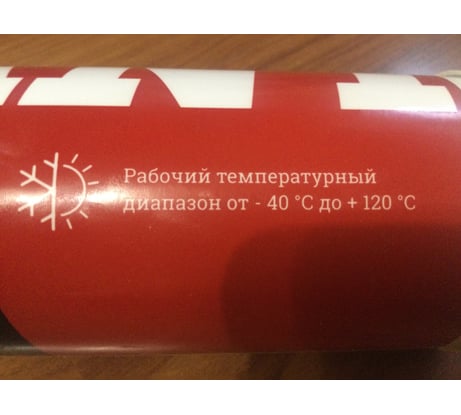 Рабочий температурный
диапазон от - 40 °C до + 120 °C